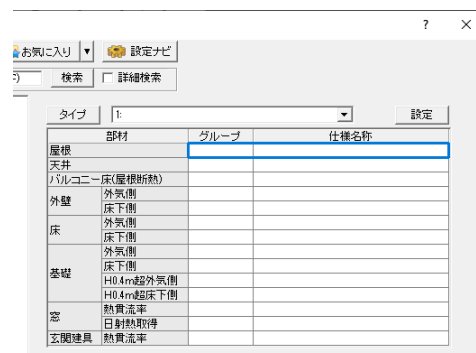 ? ×
お気に入り ▼ 設定ナビ
検索 詳細検索
タイプ 1: 設定
部材 グループ 仕様名称
屋根
天井
バルコニー床(屋根断熱)
外壁 外気側
床下側
床 外気側
床下側
基礎 外気側
床下側
H0.4m超外気側
H0.4m超床下側
窓 熱貫流率
日射熱取得
玄関建具 熱貫流率